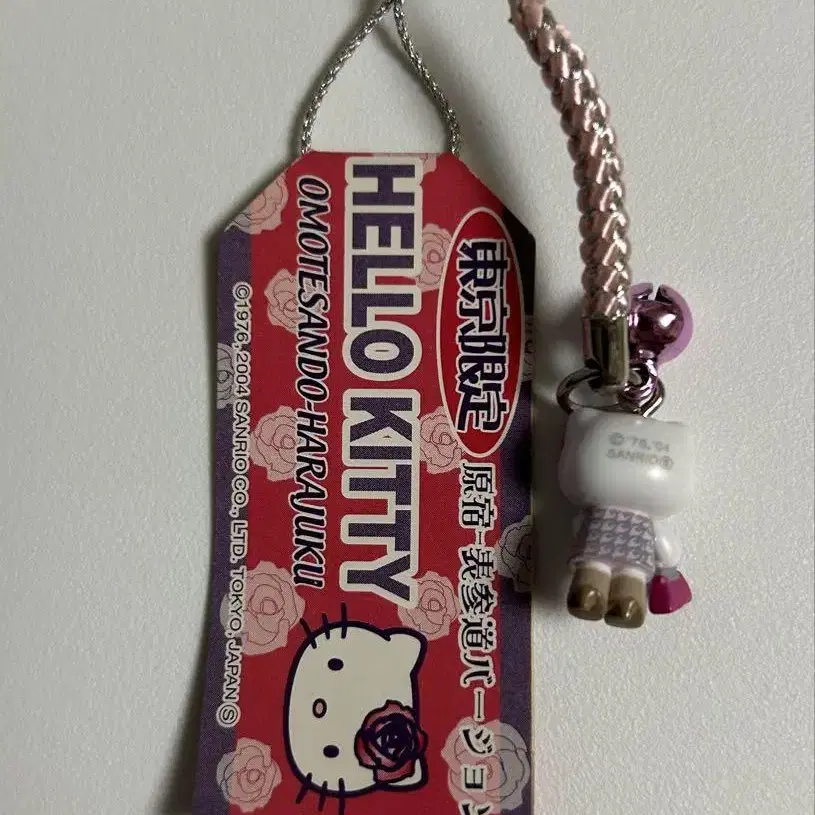 東京限定
原宿・表参道バージョン
HELLO KITTY
OMOTESANDO・HARAJUKU
©1976, 2004 SANRIO CO., LTD. TOKYO, JAPAN Ⓢ
©'76,'04
SANRIO®